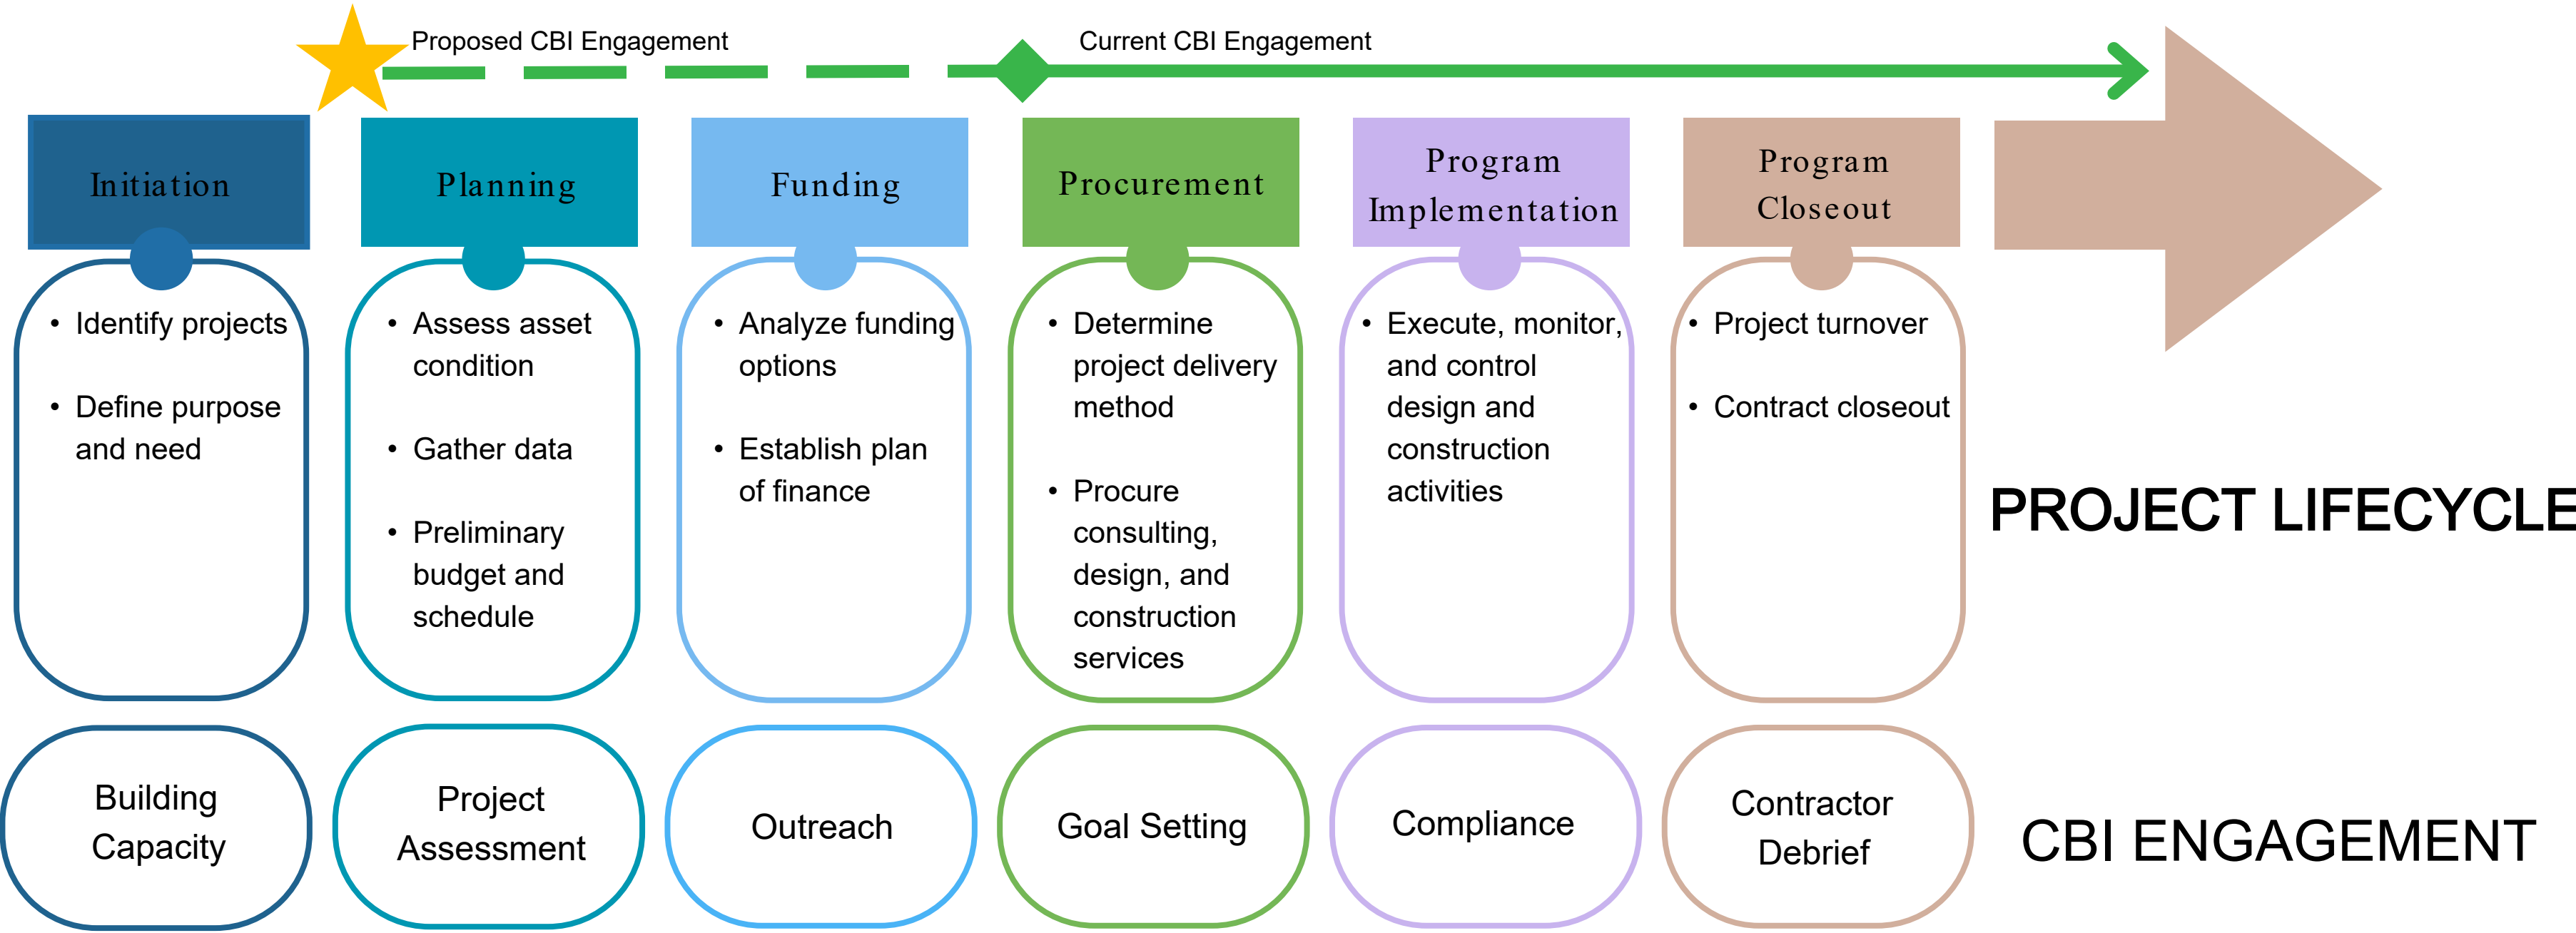 Proposed CBI Engagement
Current CBI Engagement
Initiation
Planning
Funding
Procurement
Program
Implementation
Program
Closeout
• Identify projects
• Define purpose
and need
• Assess asset
condition
• Gather data
• Preliminary
budget and
schedule
• Analyze funding
options
• Establish plan
of finance
• Determine
project delivery
method
• Procure
consulting,
design, and
construction
services
• Execute, monitor,
and control
design and
construction
activities
• Project turnover
• Contract closeout
PROJECT LIFECYCLE
Building
Capacity
Project
Assessment
Outreach
Goal Setting
Compliance
Contractor
Debrief
CBI ENGAGEMENT